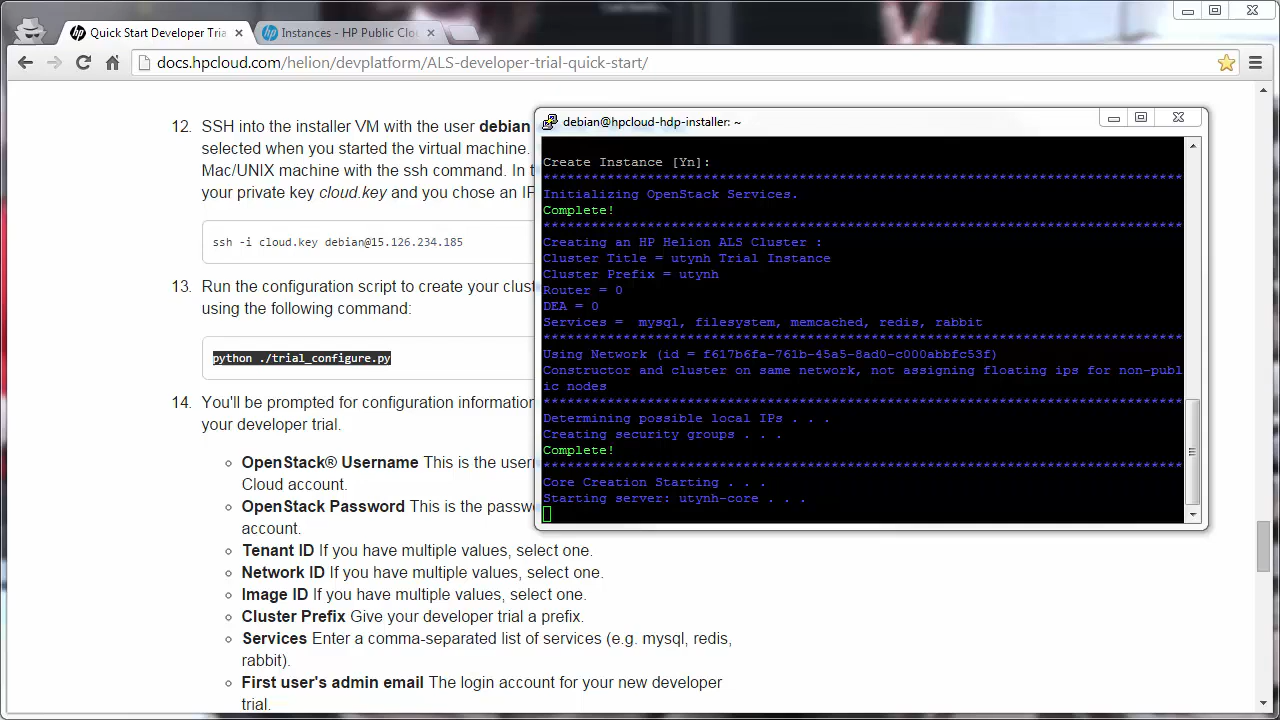 Quick Start Developer Tria
Instances - HP Public Clo
docs.hpcloud.com/helion/devplatform/ALS-developer-trial-quick-start/
12. SSH into the installer VM with the user debian
selected when you started the virtual machine.
Mac/UNIX machine with the ssh command. In t
your private key cloud.key and you chose an IP
ssh -i cloud.key debian@15.126.234.185
13. Run the configuration script to create your clus
using the following command:
python ./trial_configure.py
14. You'll be prompted for configuration information
your developer trial.
OpenStack® Username This is the user
Cloud account.
OpenStack Password This is the passw
account.
Tenant ID If you have multiple values, select one.
Network ID If you have multiple values, select one.
Image ID If you have multiple values, select one.
Cluster Prefix Give your developer trial a prefix.
Services Enter a comma-separated list of services (e.g. mysql, redis,
rabbit).
First user's admin email The login account for your new developer
trial.
debian@hpcloud-hdp-installer: ~
Create Instance [Yn]:
********************************************************************************
Initializing OpenStack Services.
Complete!
********************************************************************************
Creating an HP Helion ALS Cluster :
Cluster Title = utynh Trial Instance
Cluster Prefix = utynh
Router = 0
DEA = 0
Services =  mysql, filesystem, memcached, redis, rabbit
********************************************************************************
Using Network (id = f617b6fa-761b-45a5-8ad0-c000abbfc53f)
Constructor and cluster on same network, not assigning floating ips for non-publ
ic nodes
********************************************************************************
Determining possible local IPs . . .
Creating security groups . . .
Complete!
********************************************************************************
Core Creation Starting . . .
Starting server: utynh-core . . .